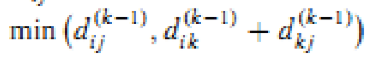 min (d_{ij}^{(k-1)}, d_{ik}^{(k-1)} + d_{kj}^{(k-1)})